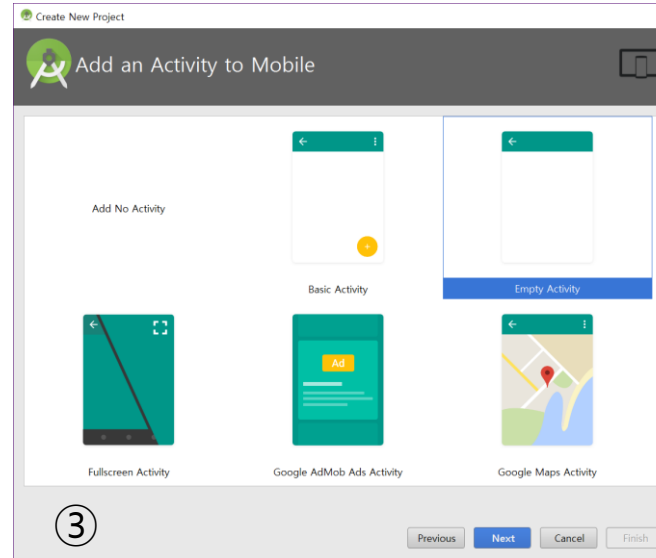 Create New Project
Add an Activity to Mobile
Add No Activity
Basic Activity
Empty Activity
Ad
Fullscreen Activity
Google AdMob Ads Activity
Google Maps Activity
③
Previous
Next
Cancel
Finish